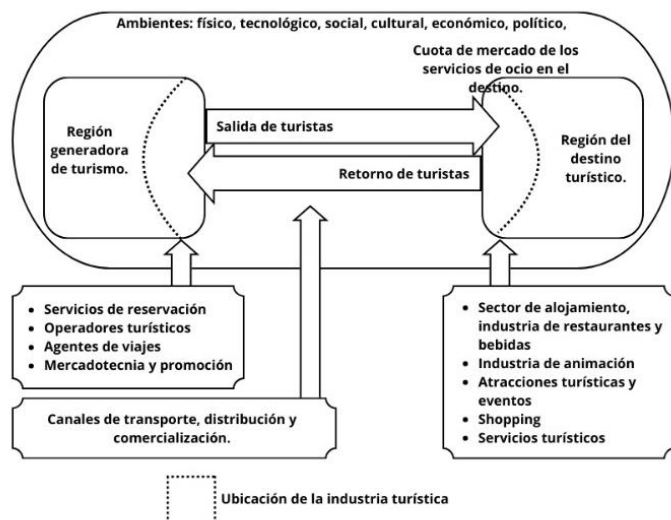 Ambientes: físico, tecnológico, social, cultural, económico, político,
Cuota de mercado de los
servicios de ocio en el
destino.
Región
generadora
de turismo.
Salida de turistas
Retorno de turistas
Región del
destino
turístico.
• Servicios de reservación
• Operadores turísticos
• Agentes de viajes
• Mercadotecnia y promoción
Canales de transporte, distribución y
comercialización.
• Sector de alojamiento,
industria de restaurantes y
bebidas
• Industria de animación
• Atracciones turísticas y
eventos
• Shopping
• Servicios turísticos
Ubicación de la industria turística